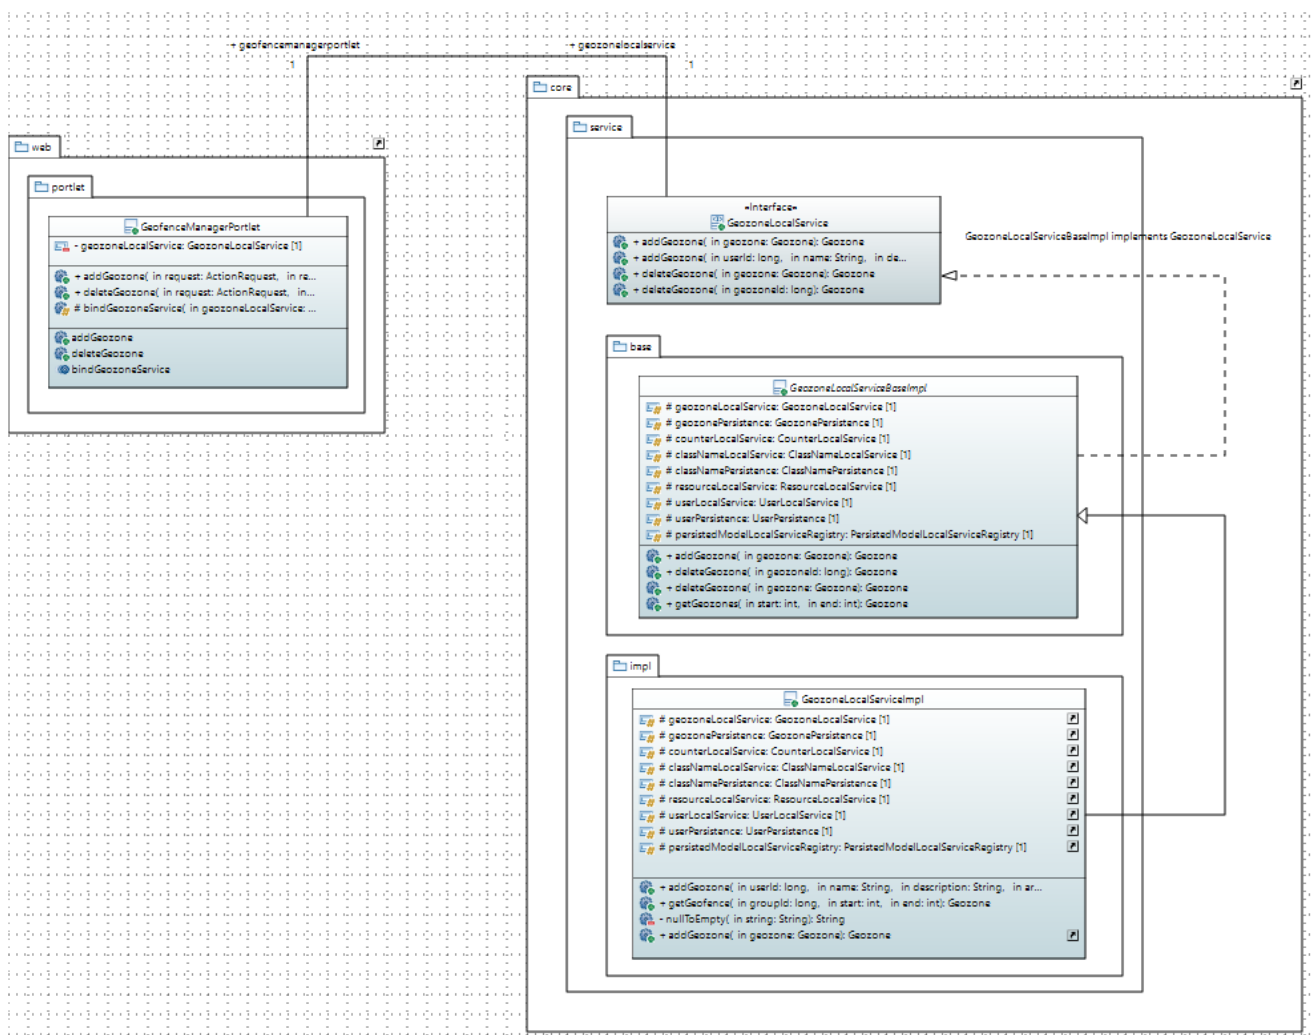 + geofencemanagerportlet
1
+ geozonelocalservice
1
web
portlet
GeofenceManagerPortlet
- geozoneLocalService: GeozoneLocalService [1]
+ addGeozone( in request: ActionRequest, in re...
+ deleteGeozone( in request: ActionRequest, in...
# bindGeozoneService( in geozoneLocalService: ...
addGeozone
deleteGeozone
bindGeozoneService
core
service
«Interface»
GeozoneLocalService
+ addGeozone( in geozone: Geozone): Geozone
+ addGeozone( in userId: long, in name: String, in de...
+ deleteGeozone( in geozone: Geozone): Geozone
+ deleteGeozone( in geozoneId: long): Geozone
GeozoneLocalServiceBaseImpl implements GeozoneLocalService
base
GeozoneLocalServiceBaseImpl
# geozoneLocalService: GeozoneLocalService [1]
# geozonePersistence: GeozonePersistence [1]
# counterLocalService: CounterLocalService [1]
# classNameLocalService: ClassNameLocalService [1]
# classNamePersistence: ClassNamePersistence [1]
# resourceLocalService: ResourceLocalService [1]
# userLocalService: UserLocalService [1]
# userPersistence: UserPersistence [1]
# persistedModelLocalServiceRegistry: PersistedModelLocalServiceRegistry [1]
+ addGeozone( in geozone: Geozone): Geozone
+ deleteGeozone( in geozoneId: long): Geozone
+ deleteGeozone( in geozone: Geozone): Geozone
+ getGeozones( in start: int, in end: int): Geozone
impl
GeozoneLocalServiceImpl
# geozoneLocalService: GeozoneLocalService [1]
# geozonePersistence: GeozonePersistence [1]
# counterLocalService: CounterLocalService [1]
# classNameLocalService: ClassNameLocalService [1]
# classNamePersistence: ClassNamePersistence [1]
# resourceLocalService: ResourceLocalService [1]
# userLocalService: UserLocalService [1]
# userPersistence: UserPersistence [1]
# persistedModelLocalServiceRegistry: PersistedModelLocalServiceRegistry [1]
+ addGeozone( in userId: long, in name: String, in description: String, in ar...
+ getGeofence( in groupId: long, in start: int, in end: int): Geozone
- nullToEmpty( in string: String): String
+ addGeozone( in geozone: Geozone): Geozone